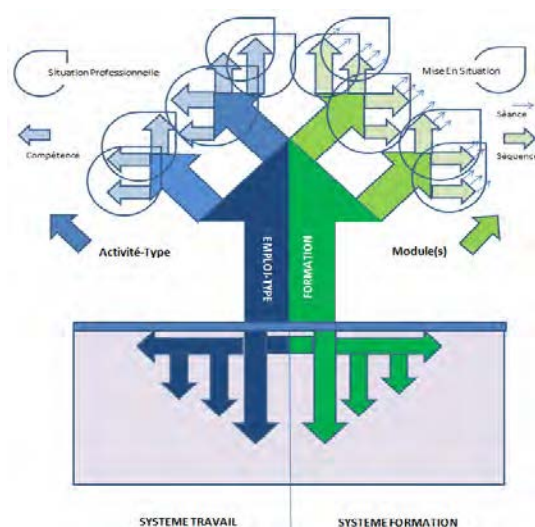 Situation Professionnelle
Mise En Situation
Séance
Compétence
Séquence
Activité-Type
EMPLOI-TYPE
FORMATION
Module(s)
SYSTEME TRAVAIL
SYSTEME FORMATION